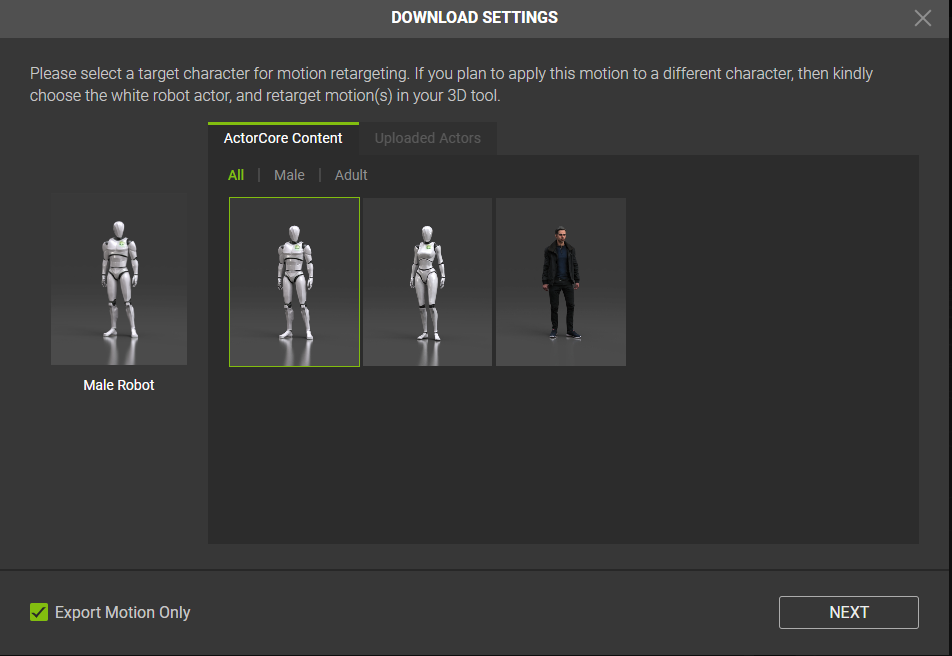 DOWNLOAD SETTINGS
Please select a target character for motion retargeting. If you plan to apply this motion to a different character, then kindly
choose the white robot actor, and retarget motion(s) in your 3D tool.
ActorCore Content
Uploaded Actors
All | Male | Adult
Male Robot
Export Motion Only
NEXT